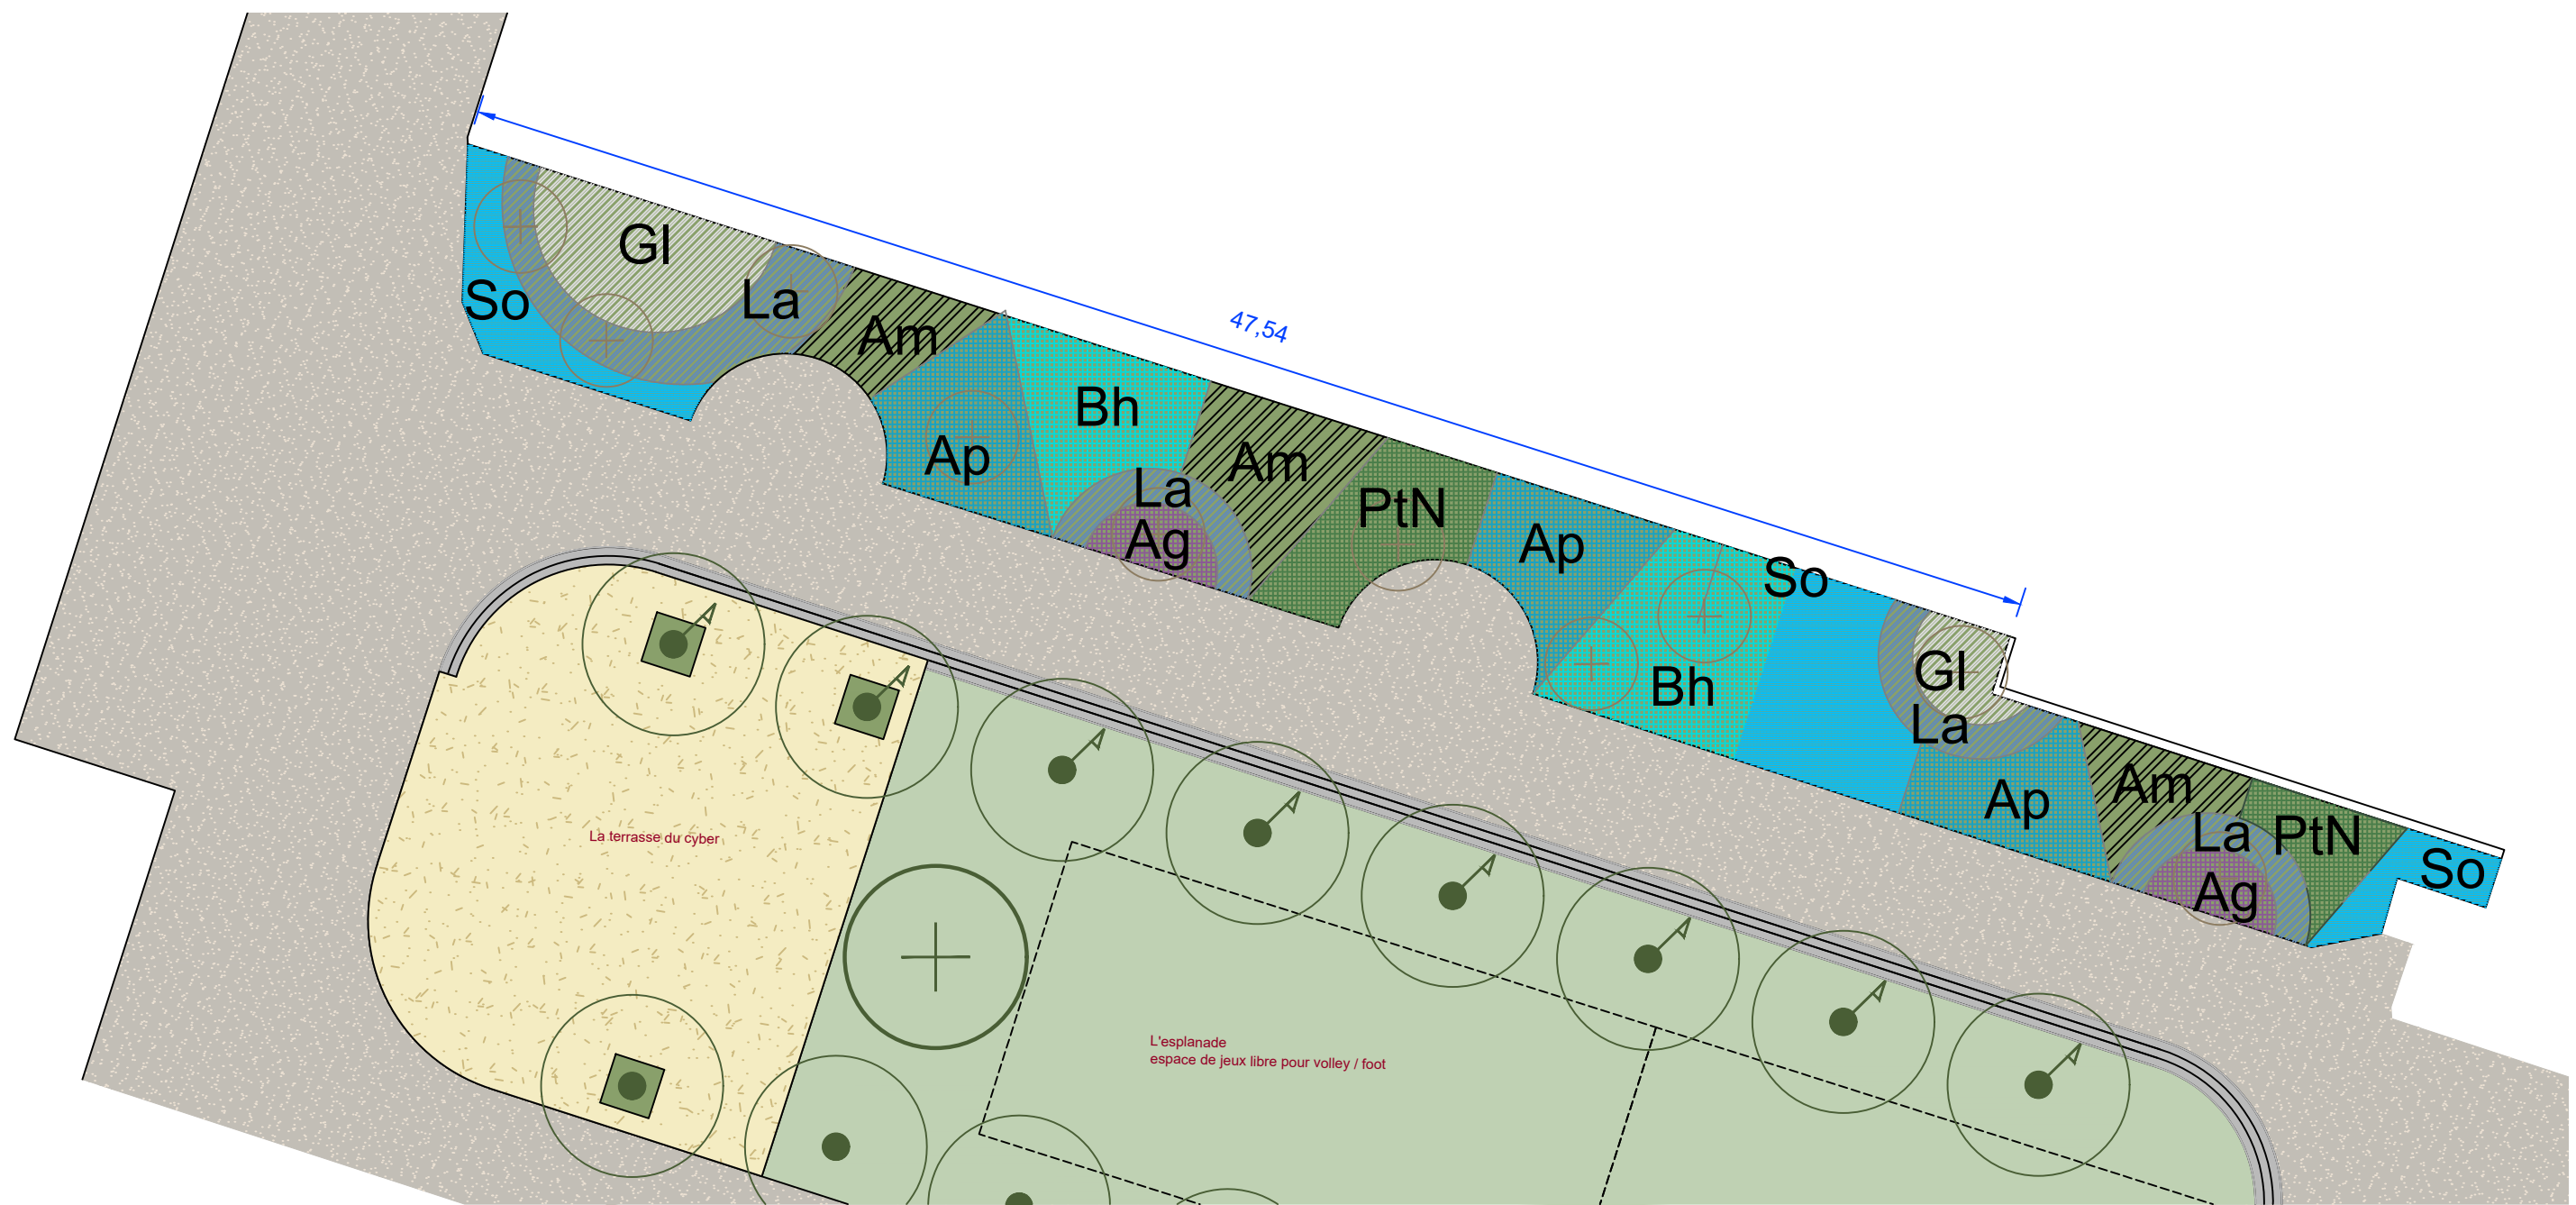 47,54
Gl
So
La
Am
Ap
Bh
La
Ag
Am
PtN
Ap
So
Bh
Gl
La
Ap
Am
La
Ag
PtN
So
La terrasse du cyber
L'esplanade
espace de jeux libre pour volley / foot